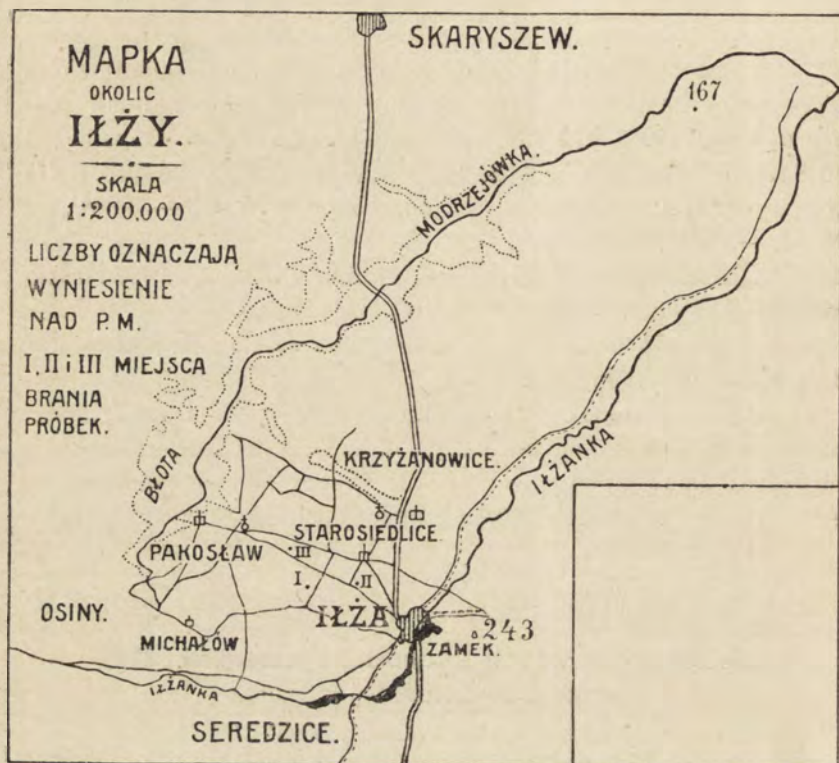 MAPKA
OKOLIC
IŁŻY.
SKALA
1:200.000
LICZBY OZNACZAJĄ
WYNIESIENIE
NAD P. M.
I, II i III MIEJSCA
BRANIA
PRÓBEK.
SKARYSZEW.
167
MODRZEJÓWKA.
BŁOTA
KRZYŻANOWICE.
IŁŻANKA
STAROSIEDLICE.
PAKOSŁAW
III
I.
II
OSINY.
IŁŻA
243
MICHAŁÓW
ZAMEK.
IŁŻANKA
SEREDZICE.